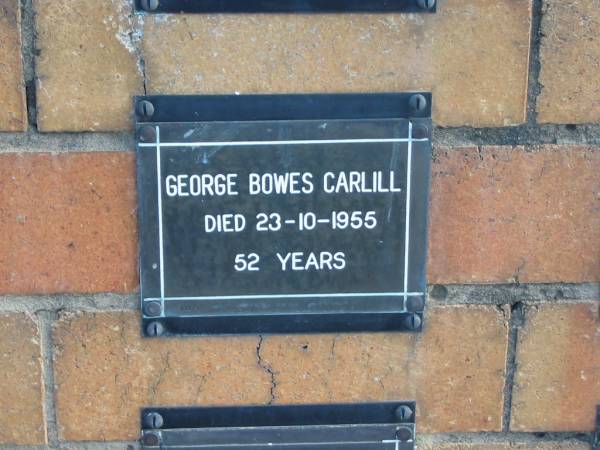 GEORGE BOWES CARLILL
DIED 23-10-1955
52 YEARS